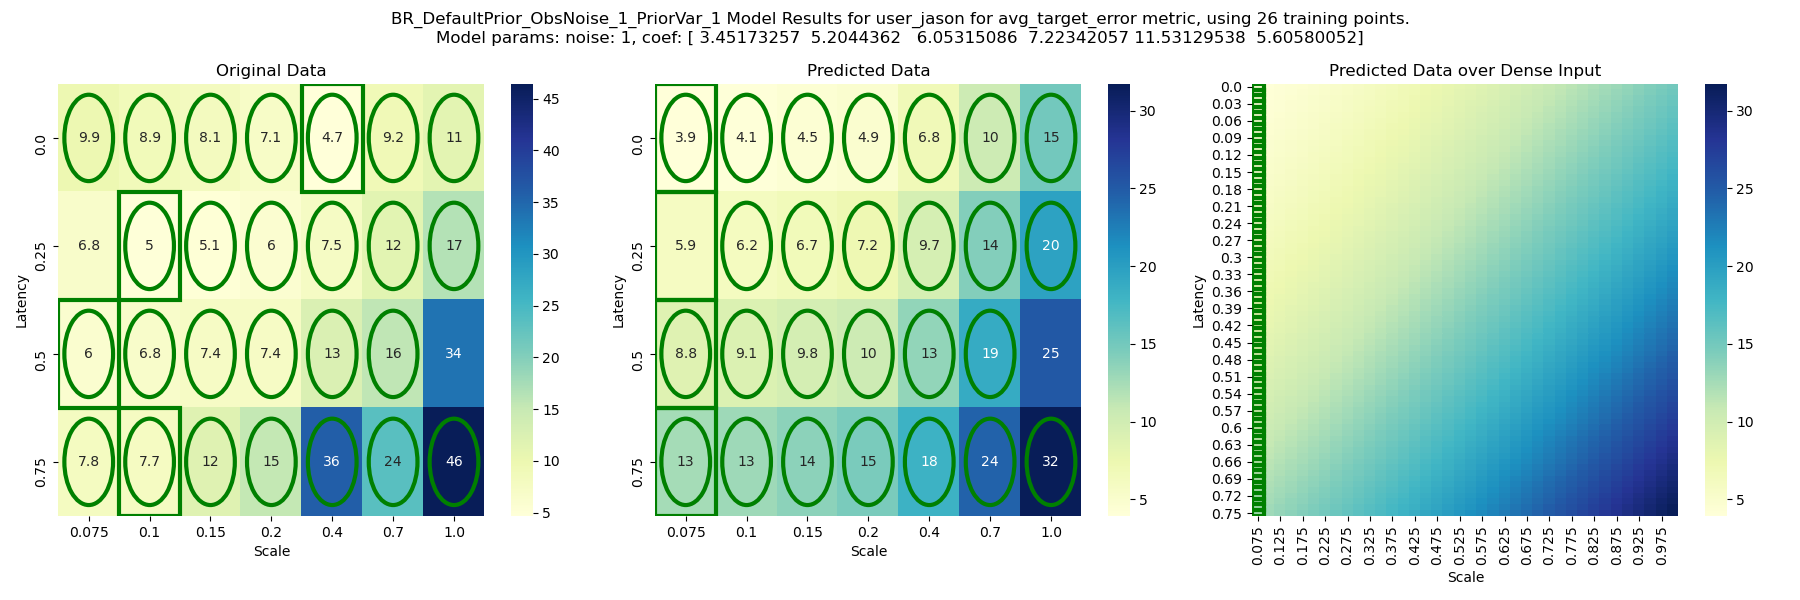 BR_DefaultPrior_ObsNoise_1_PriorVar_1 Model Results for user_jason for avg_target_error metric, using 26 training points.
Model params: noise: 1, coef: [ 3.45173257 5.2044362 6.05315086 7.22342057 11.53129538 5.60580052]
Original Data
Latency
0.0 9.9 8.9 8.1 7.1 4.7 9.2 11
0.25 6.8 5 5.1 6 7.5 12 17
0.5 6 6.8 7.4 7.4 13 16 34
0.75 7.8 7.7 12 15 36 24 46
0.075 0.1 0.15 0.2 0.4 0.7 1.0
Scale
45
40
35
30
25
20
15
10
5
Predicted Data
Latency
0.0 3.9 4.1 4.5 4.9 6.8 10 15
0.25 5.9 6.2 6.7 7.2 9.7 14 20
0.5 8.8 9.1 9.8 10 13 19 25
0.75 13 13 14 15 18 24 32
0.075 0.1 0.15 0.2 0.4 0.7 1.0
Scale
30
25
20
15
10
5
Predicted Data over Dense Input
Latency
0.0
0.03
0.06
0.09
0.12
0.15
0.18
0.21
0.24
0.27
0.3
0.33
0.36
0.39
0.42
0.45
0.48
0.51
0.54
0.57
0.6
0.63
0.66
0.69
0.72
0.75
0.075 0.125 0.175 0.225 0.275 0.325 0.375 0.425 0.475 0.525 0.575 0.625 0.675 0.725 0.775 0.825 0.875 0.925 0.975
Scale
30
25
20
15
10
5